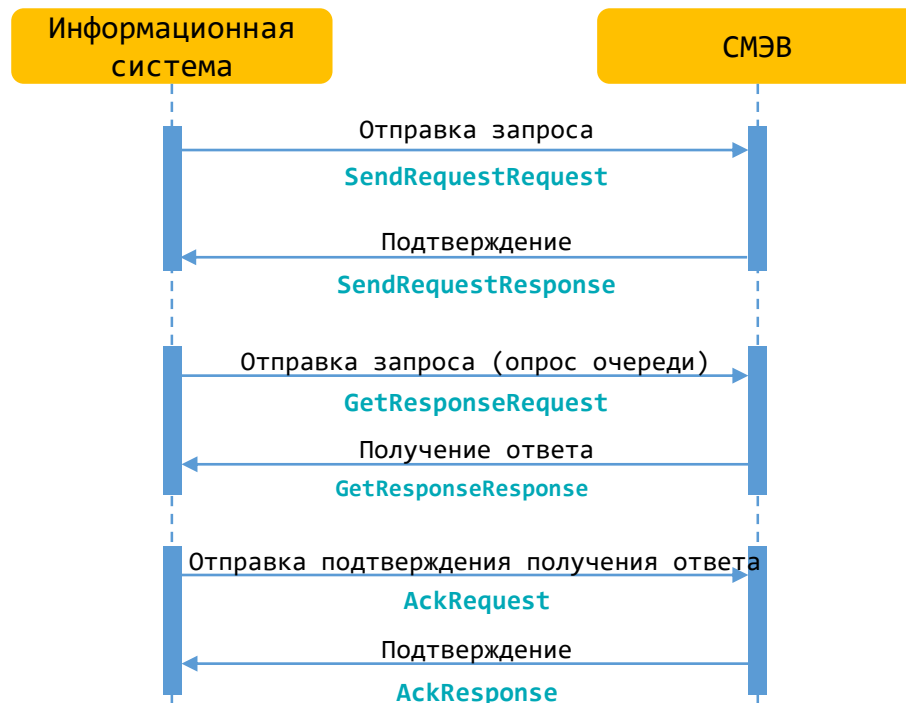 Информационная
система
СМЭВ
Отправка запроса
SendRequestRequest
Подтверждение
SendRequestResponse
Отправка запроса (опрос очереди)
GetResponseRequest
Получение ответа
GetResponseResponse
Отправка подтверждения получения ответа
AckRequest
Подтверждение
AckResponse